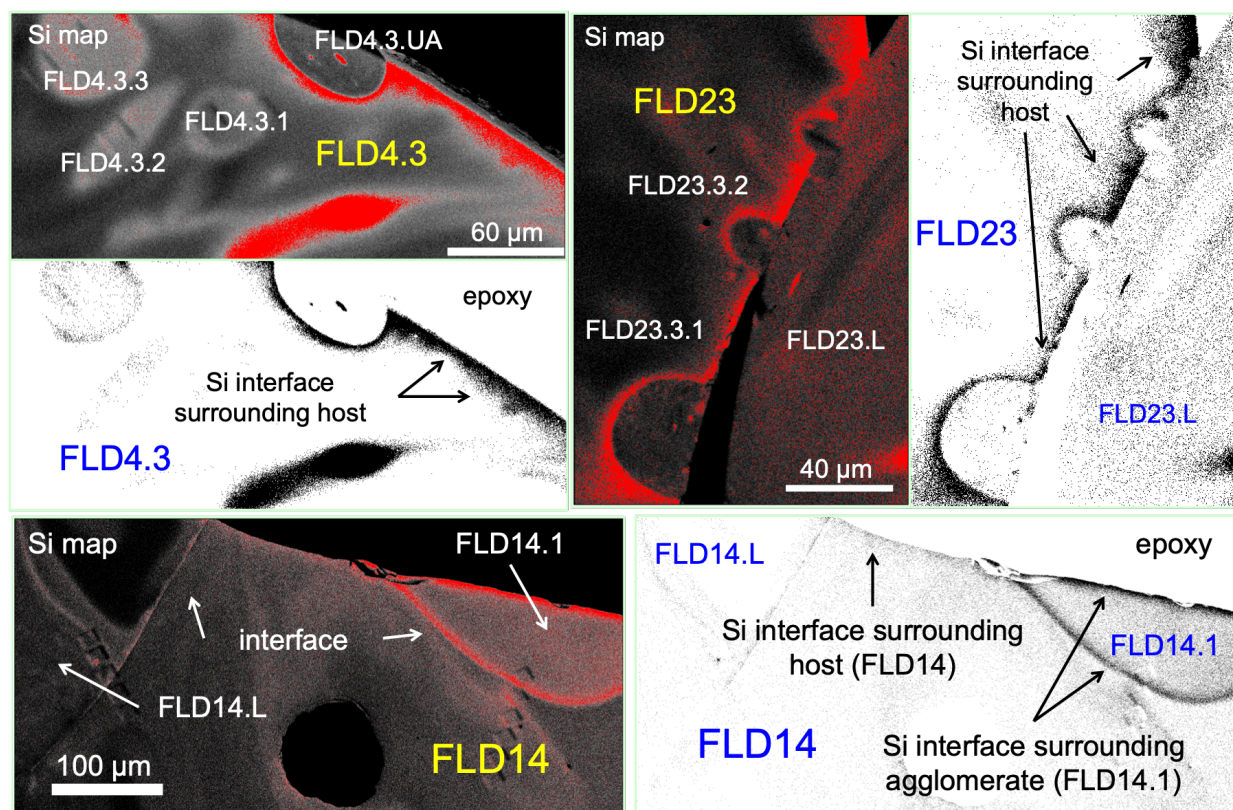 Si map
FLD4.3.UA
FLD4.3.3
FLD4.3.1
FLD4.3.2
FLD4.3
60 µm
epoxy
Si interface
surrounding host
FLD4.3
Si map
FLD23
FLD23.3.2
FLD23.3.1
FLD23.L
40 µm
Si interface
surrounding
host
FLD23
FLD23.L
Si map
FLD14.1
interface
FLD14.L
FLD14
100 µm
FLD14.L
epoxy
Si interface surrounding
host (FLD14)
FLD14.1
FLD14
Si interface surrounding
agglomerate (FLD14.1)